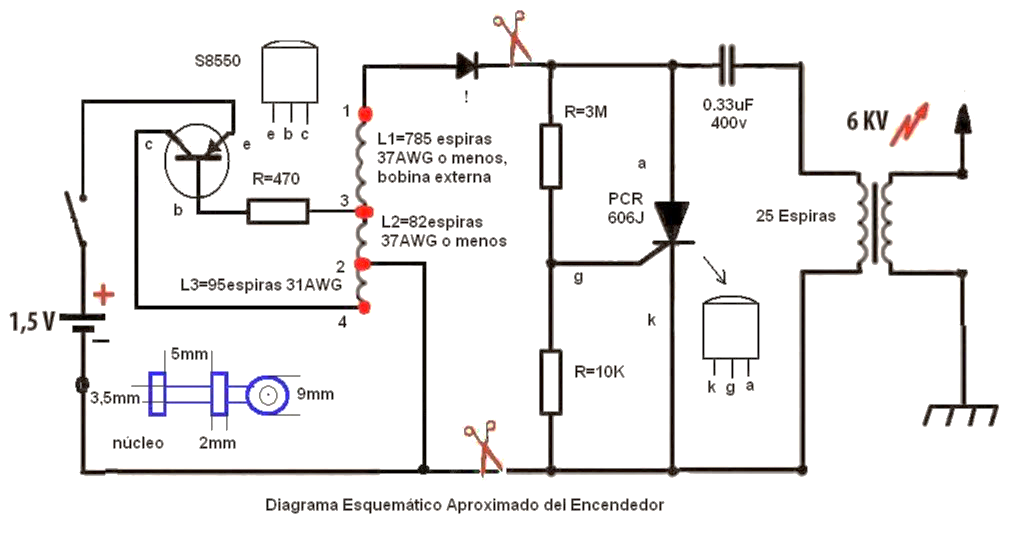 S8550
e b c
c
e
b
R=470
1
3
2
4
L1=785 espiras
37AWG o menos,
bobina externa
L2=82espiras
37AWG o menos
L3=95espiras 31AWG
!
R=3M
a
PCR
606J
g
k
R=10K
0.33uF
400v
25 Espiras
6 KV
k g a
+
1,5 V
−
5mm
3,5mm
9mm
2mm
núcleo
Diagrama Esquemático Aproximado del Encendedor